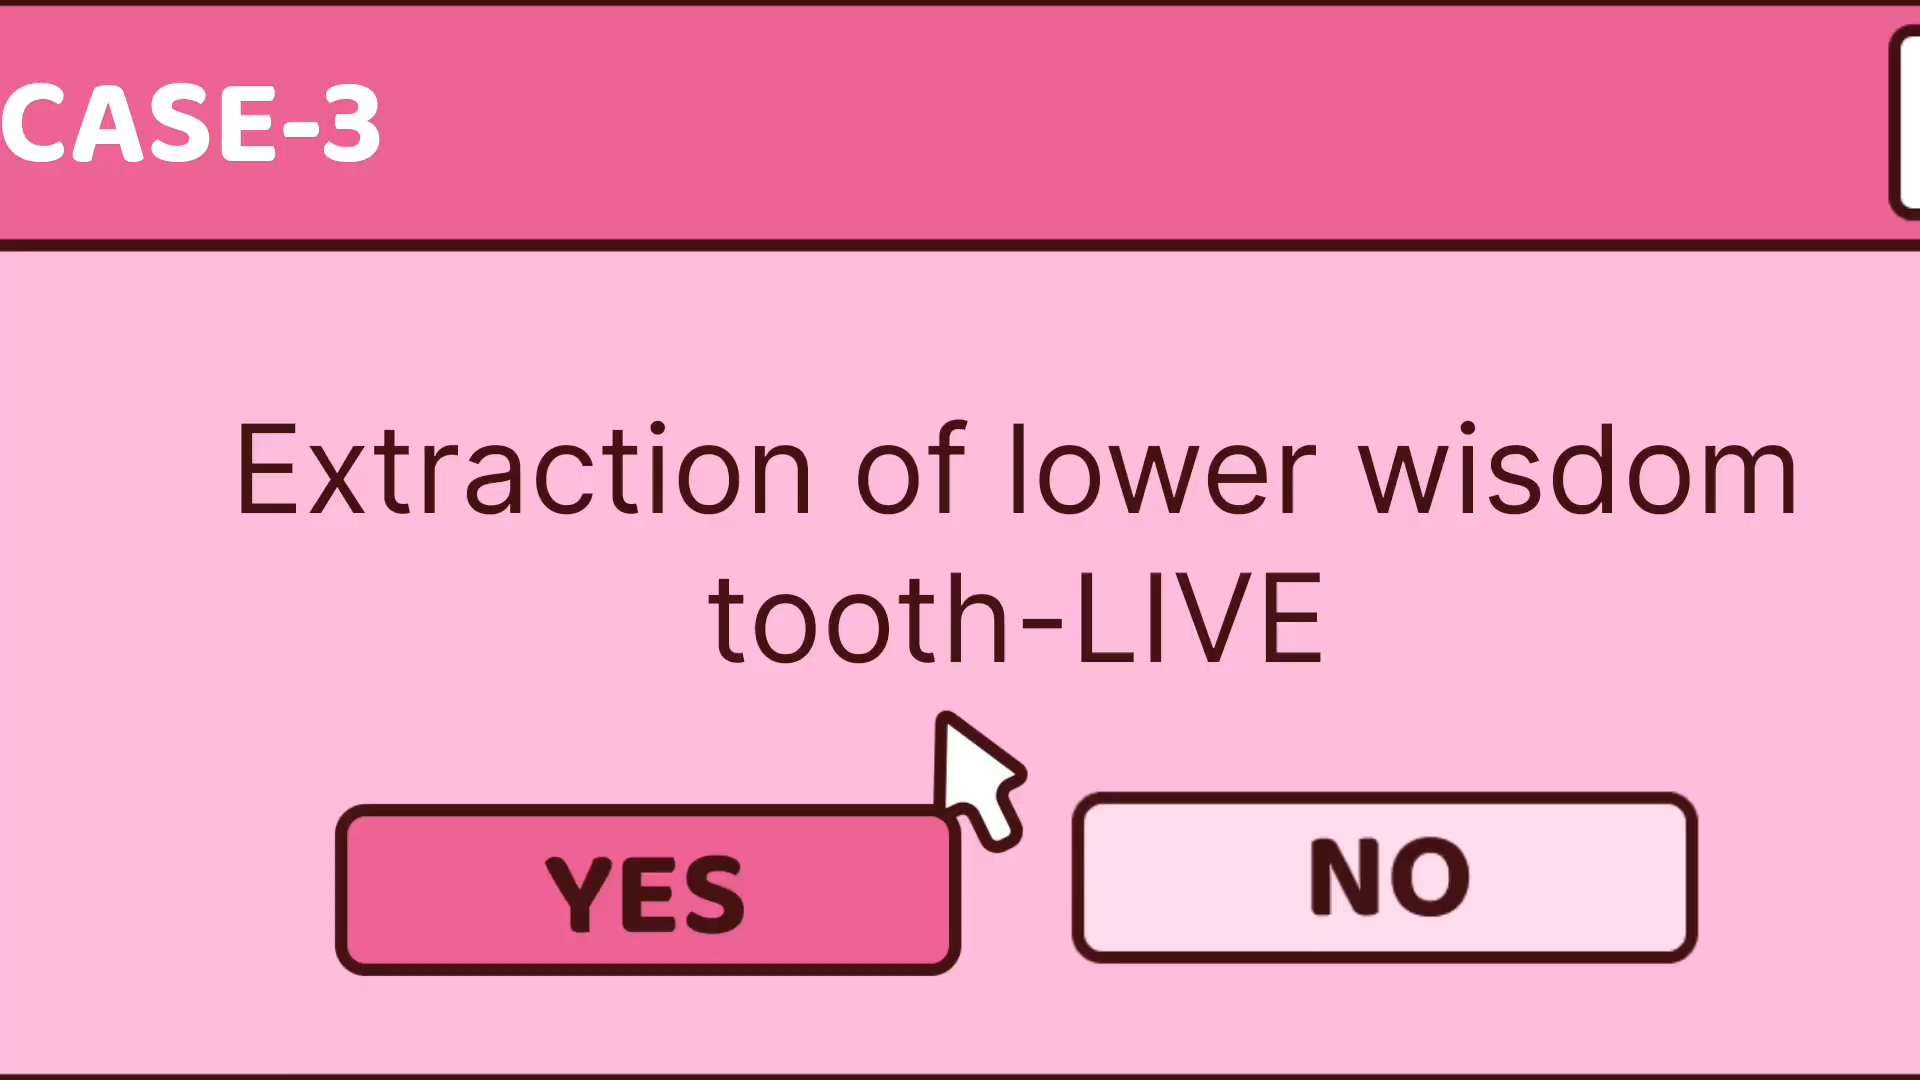 CASE-3
Extraction of lower wisdom
tooth-LIVE
YES
NO